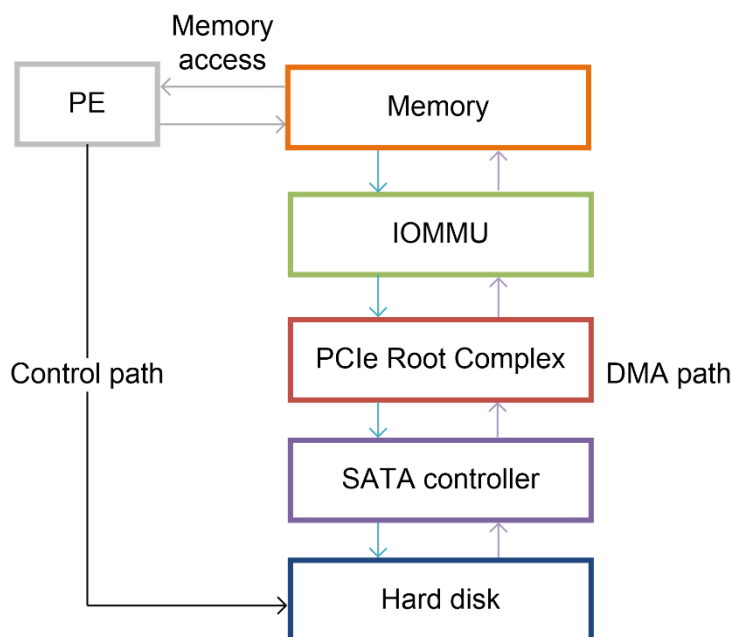 Memory
access
PE
Memory
IOMMU
PCIe Root Complex
Control path
DMA path
SATA controller
Hard disk